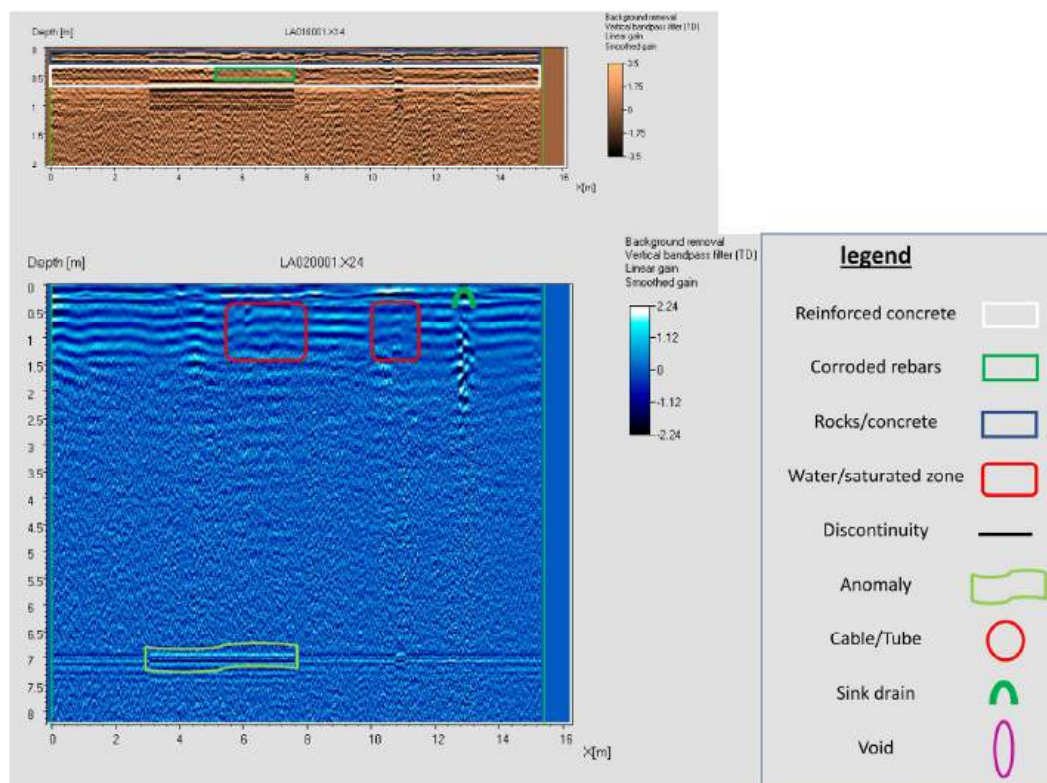 Depth [m]
LA016001.X14
Background removal
Vertical bandpass filter (TD)
Linear gain
Smoothed gain
0
0.5
1
1.5
2
3.5
1.75
0
-1.75
-3.5
0 2 4 6 8 10 12 14 16
X[m]
Depth [m]
LA020001.X24
Background removal
Vertical bandpass filter (TD)
Linear gain
Smoothed gain
0
0.5
1
1.5
2
2.5
3
3.5
4
4.5
5
5.5
6
6.5
7
7.5
8
2.24
1.12
0
-1.12
-2.24
0 2 4 6 8 10 12 14 16
X[m]
legend
Reinforced concrete
Corroded rebars
Rocks/concrete
Water/saturated zone
Discontinuity
Anomaly
Cable/Tube
Sink drain
Void